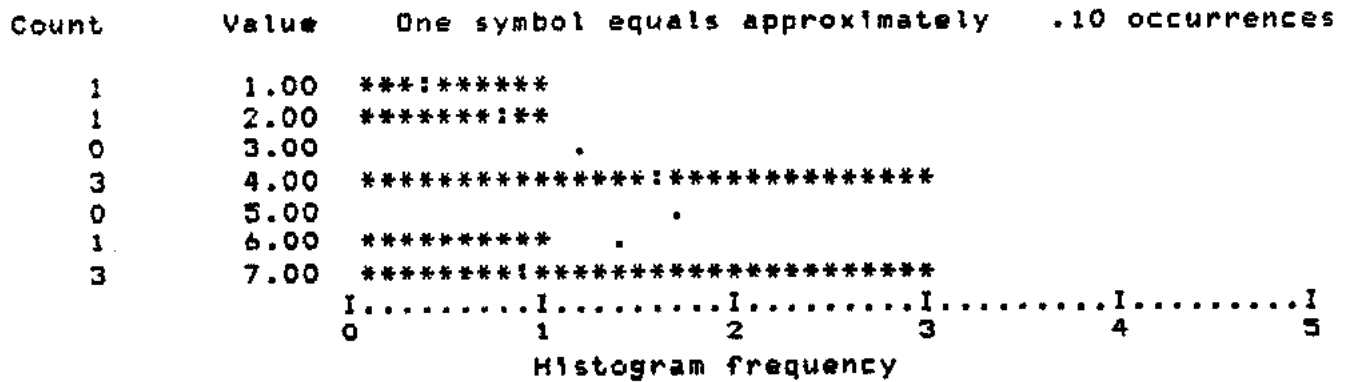 Count Value One symbol equals approximately .10 occurrences
1 1.00 ***:******
1 2.00 *******:**
0 3.00 .
3 4.00 ***************:**************
0 5.00 .
1 6.00 ********** .
3 7.00 ********:*********************
I.........I.........I.........I.........I.........I
0 1 2 3 4 5
Histogram frequency